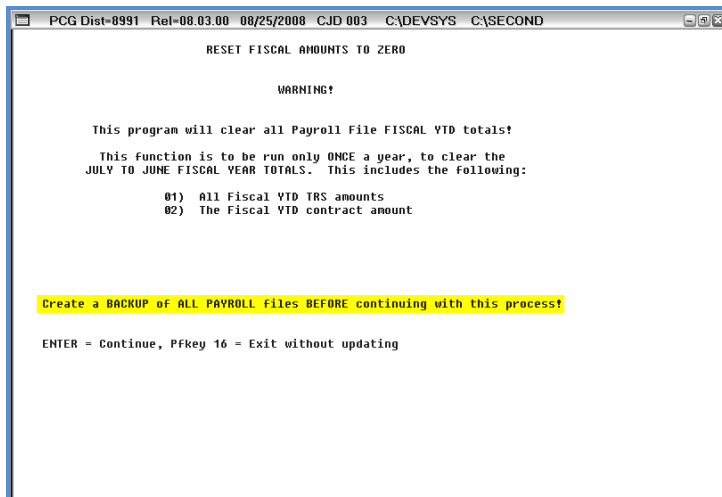 PCG Dist=8991 Rel=08.03.00 08/25/2008 CJD 003 C:\DEVSYS C:\SECOND
RESET FISCAL AMOUNTS TO ZERO
WARNING!
This program will clear all Payroll File FISCAL YTD totals!
This function is to be run only ONCE a year, to clear the
JULY TO JUNE FISCAL YEAR TOTALS. This includes the following:
01) All Fiscal YTD TRS amounts
02) The Fiscal YTD contract amount
Create a BACKUP of ALL PAYROLL files BEFORE continuing with this process!
ENTER = Continue, Pfkey 16 = Exit without updating